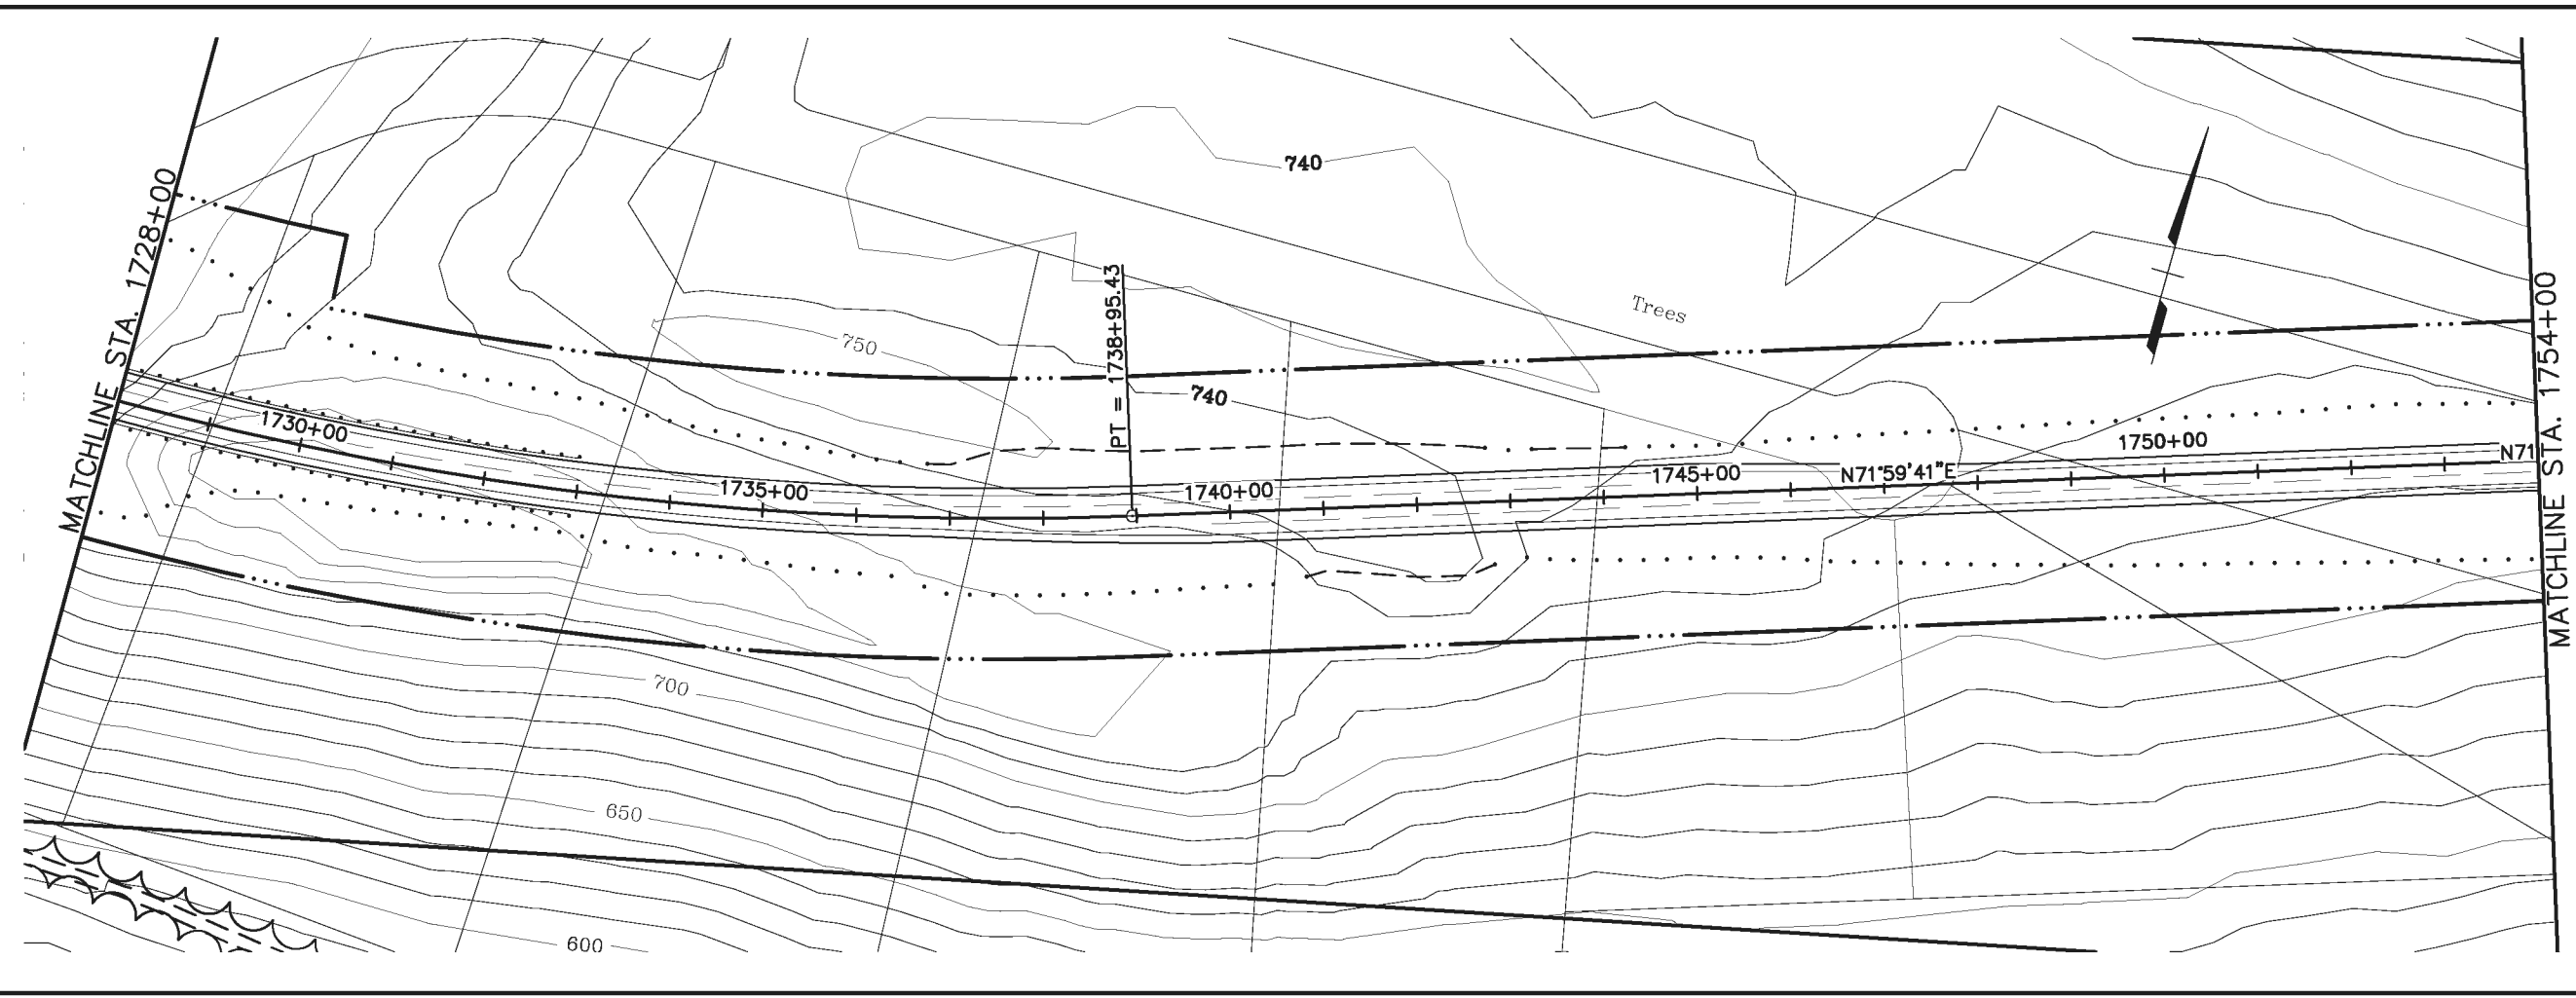 740
MATCHLINE STA. 1728+00
PT = 1738+95.43
MATCHLINE STA. 1754+00
Trees
750
740
1730+00
1735+00
1740+00
1745+00
N71°59'41"E
1750+00
N71
700
650
600